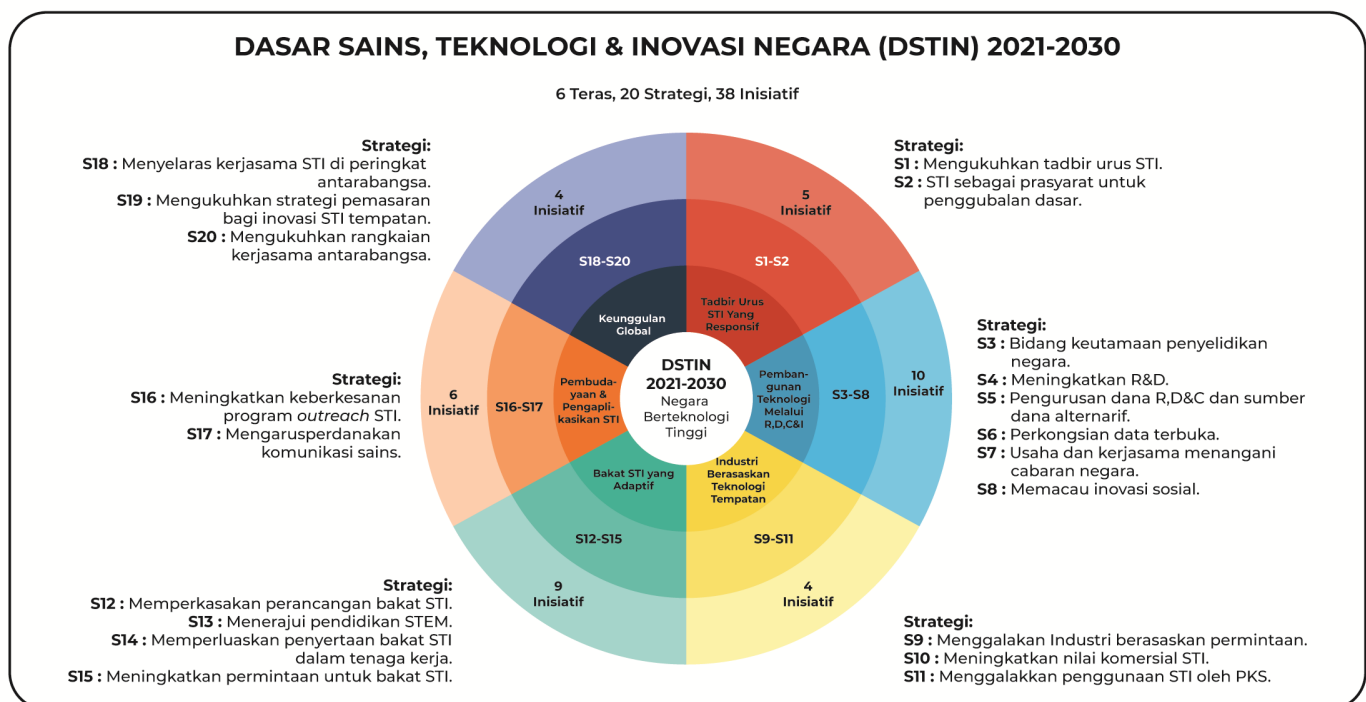 DASAR SAINS, TEKNOLOGI & INOVASI NEGARA (DSTIN) 2021-2030
6 Teras, 20 Strategi, 38 Inisiatif
Strategi:
S18 : Menyelaras kerjasama STI di peringkat
antarabangsa.
S19 : Mengukuhkan strategi pemasaran
bagi inovasi STI tempatan.
S20 : Mengukuhkan rangkaian
kerjasama antarabangsa.
Strategi:
S1 : Mengukuhkan tadbir urus STI.
S2 : STI sebagai prasyarat untuk
penggubalan dasar.
4
Inisiatif
5
Inisiatif
S18-S20
S1-S2
Keunggulan
Global
Tadbir Urus
STI Yang
Responsif
Strategi:
S16 : Meningkatkan keberkesanan
program outreach STI.
S17 : Mengarusperdanakan
komunikasi sains.
6
Inisiatif
S16-S17
Pembuda-
yaan &
Pengapli-
kasikan STI
DSTIN
2021-2030
Negara
Berteknologi
Tinggi
Pemban-
gunan
Teknologi
Melalui
R,D,C&I
S3-S8
10
Inisiatif
Strategi:
S3 : Bidang keutamaan penyelidikan
negara.
S4 : Meningkatkan R&D.
S5 : Pengurusan dana R,D&C dan sumber
dana alternarif.
S6 : Perkongsian data terbuka.
S7 : Usaha dan kerjasama menangani
cabaran negara.
S8 : Memacau inovasi sosial.
Bakat STI yang
Adaptif
Industri
Berasaskan
Teknologi
Tempatan
S12-S15
S9-S11
9
Inisiatif
4
Inisiatif
Strategi:
S12 : Memperkasakan perancangan bakat STI.
S13 : Menerajui pendidikan STEM.
S14 : Memperluaskan penyertaan bakat STI
dalam tenaga kerja.
S15 : Meningkatkan permintaan untuk bakat STI.
Strategi:
S9 : Menggalakan Industri berasaskan permintaan.
S10 : Meningkatkan nilai komersial STI.
S11 : Menggalakkan penggunaan STI oleh PKS.